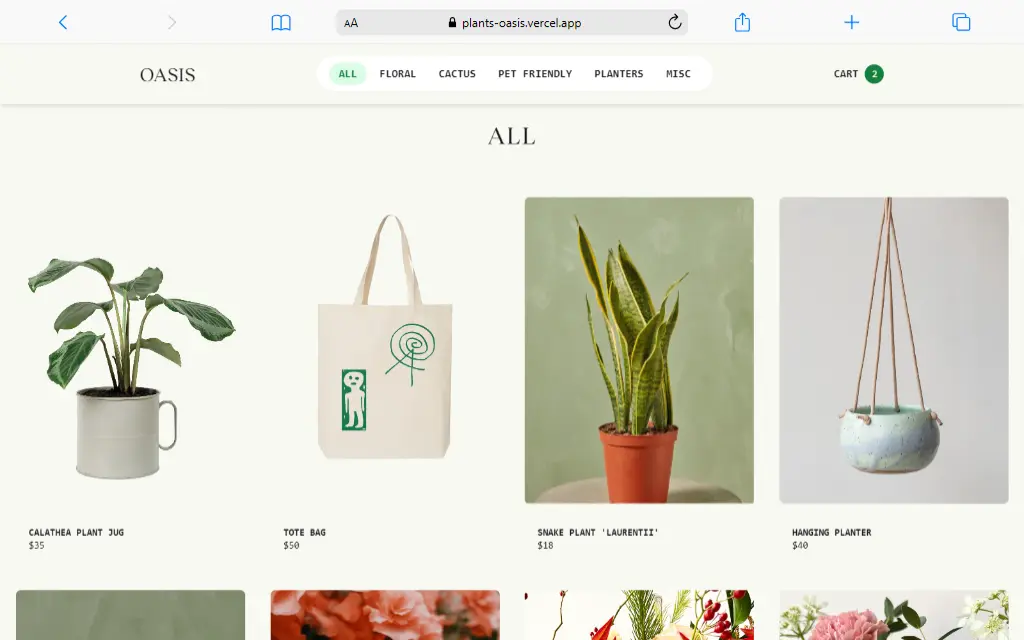 AA plants-oasis.vercel.app
OASIS
ALL FLORAL CACTUS PET FRIENDLY PLANTERS MISC
CART 2
ALL
CALATHEA PLANT JUG
$35
TOTE BAG
$50
SNAKE PLANT 'LAURENTII'
$18
HANGING PLANTER
$40